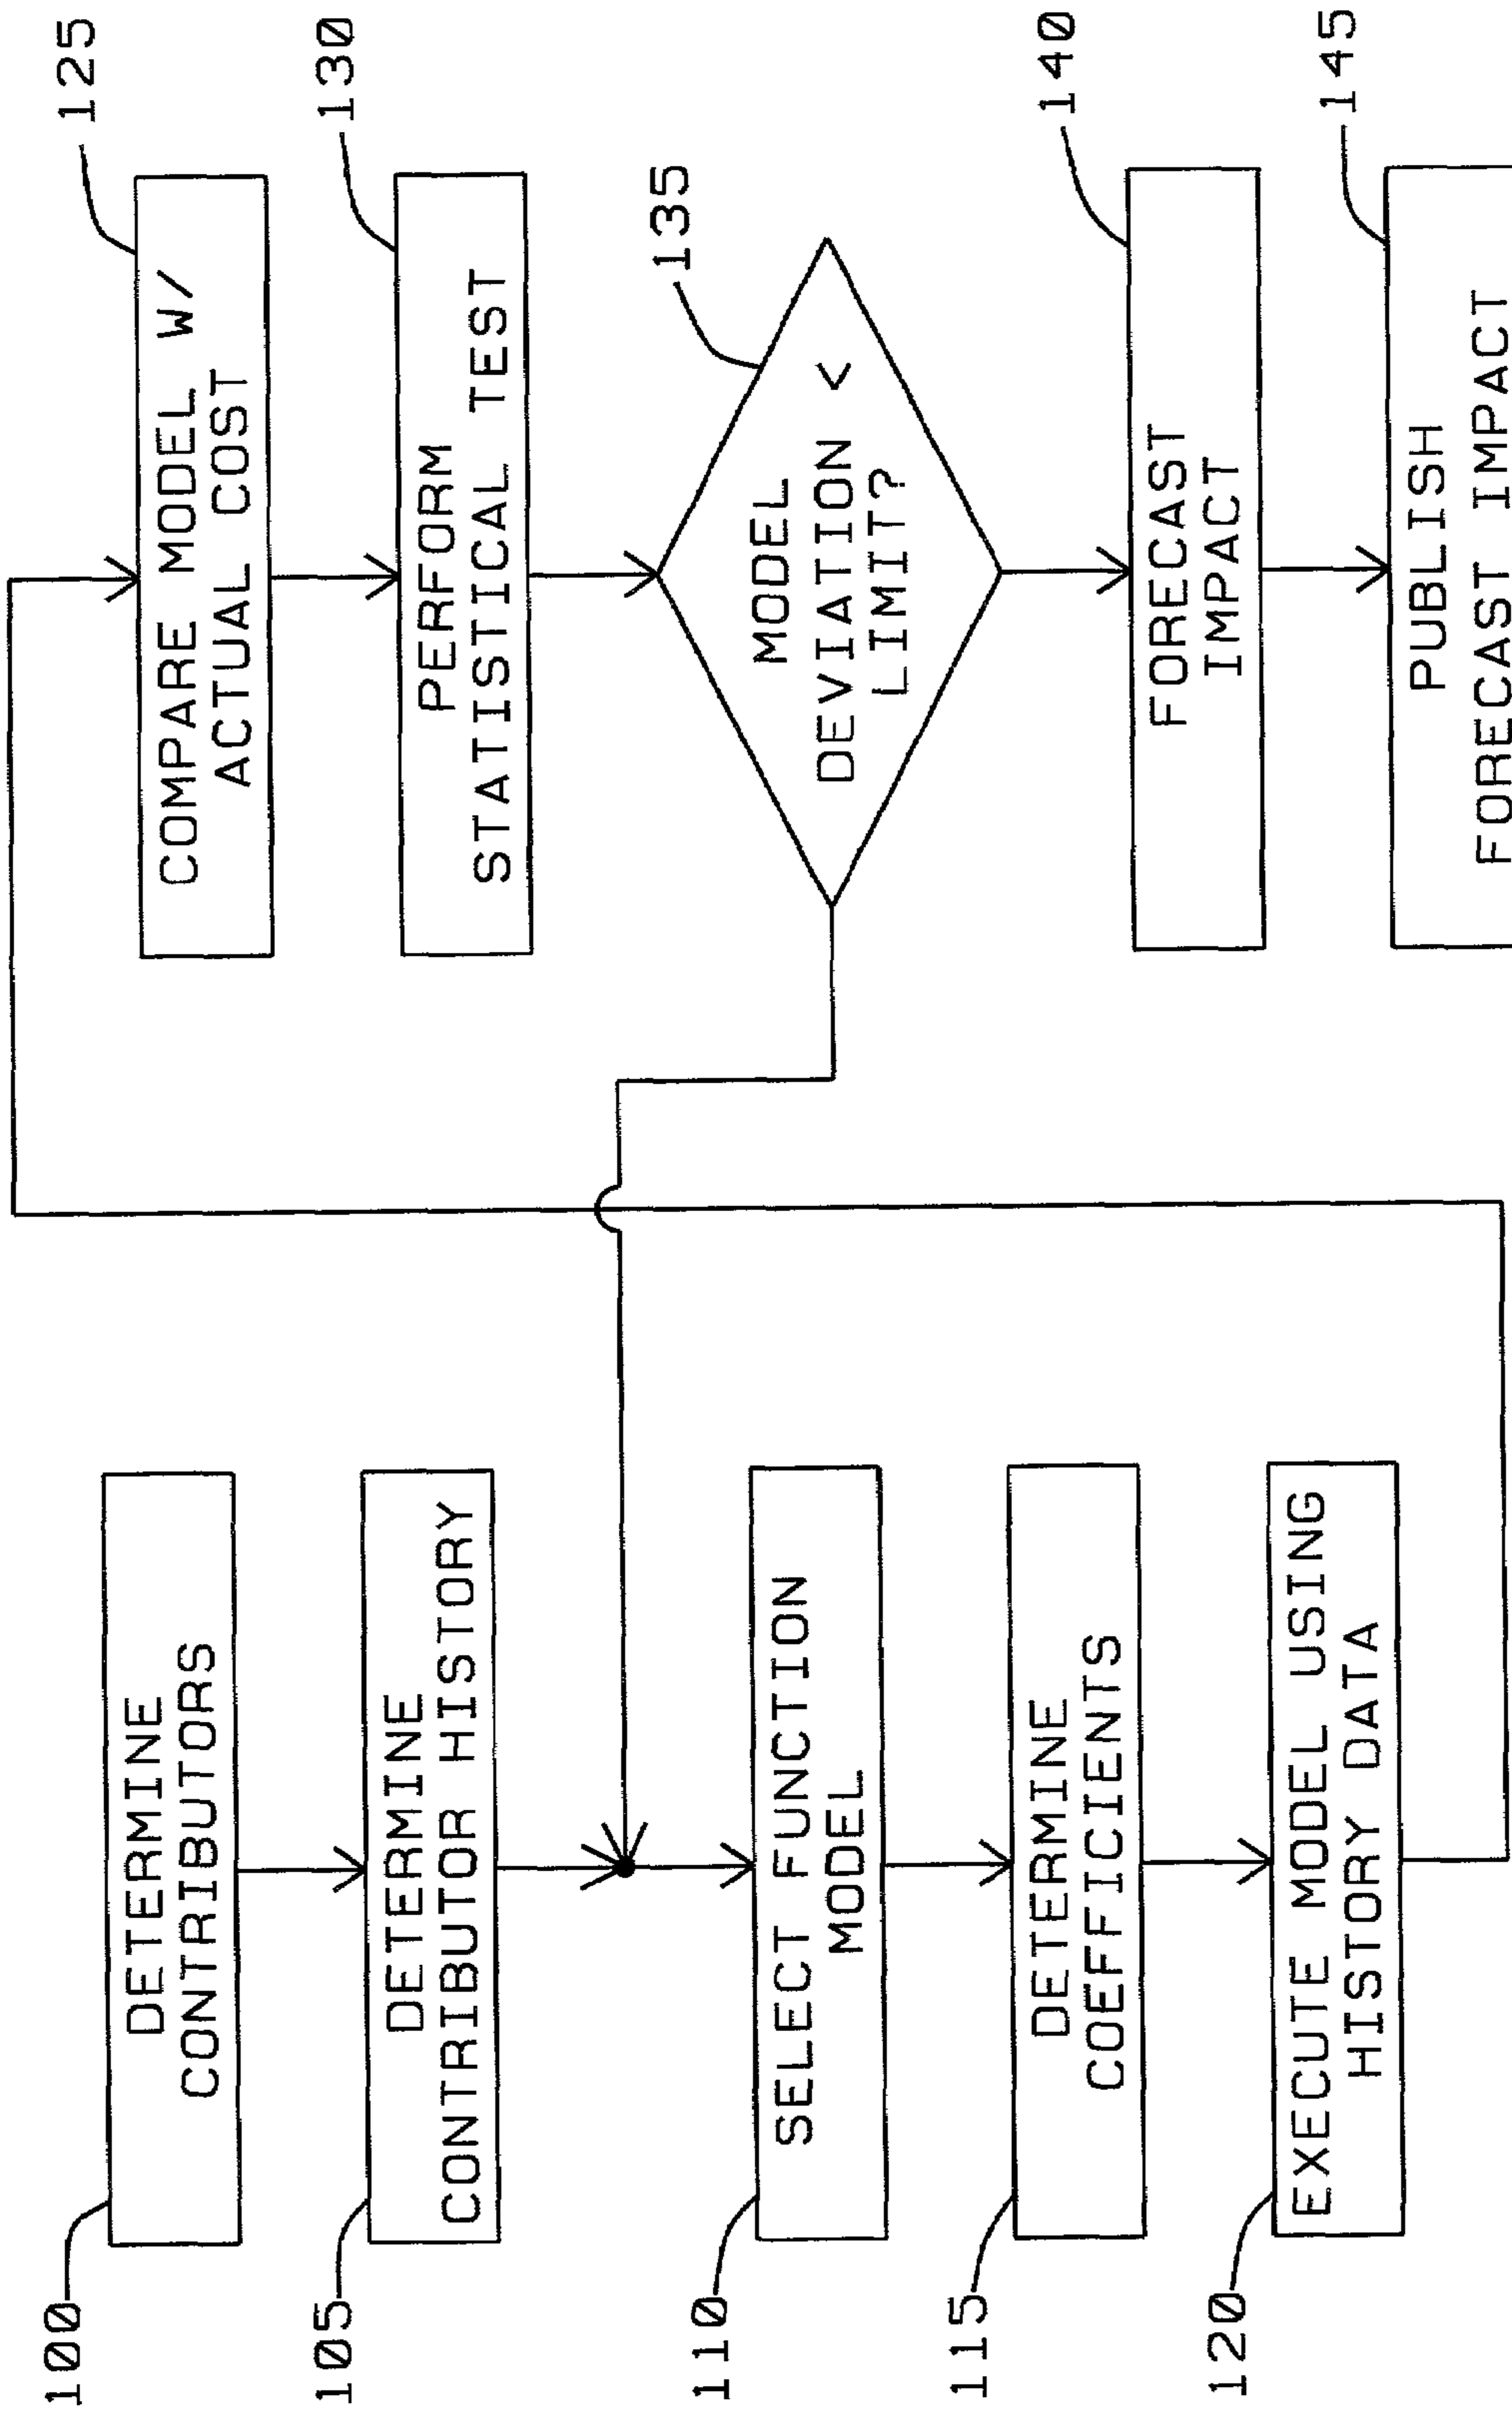 100
DETERMINE
CONTRIBUTORS
105
DETERMINE
CONTRIBUTOR HISTORY
110
SELECT FUNCTION
MODEL
115
DETERMINE
COEFFICIENTS
120
EXECUTE MODEL USING
HISTORY DATA
125
COMPARE MODEL W/
ACTUAL COST
130
PERFORM
STATISTICAL TEST
135
MODEL
DEVIATION <
LIMIT?
140
FORECAST
IMPACT
145
PUBLISH
FORECAST IMPACT